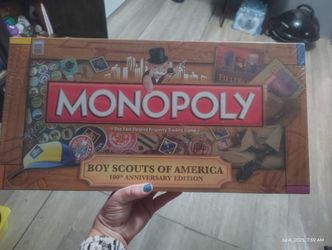 MONOPOLY
The Fast-Dealing Property Trading Game
BOY SCOUTS OF AMERICA
100TH ANNIVERSARY EDITION
Jul 4, 2025, 7:59 AM